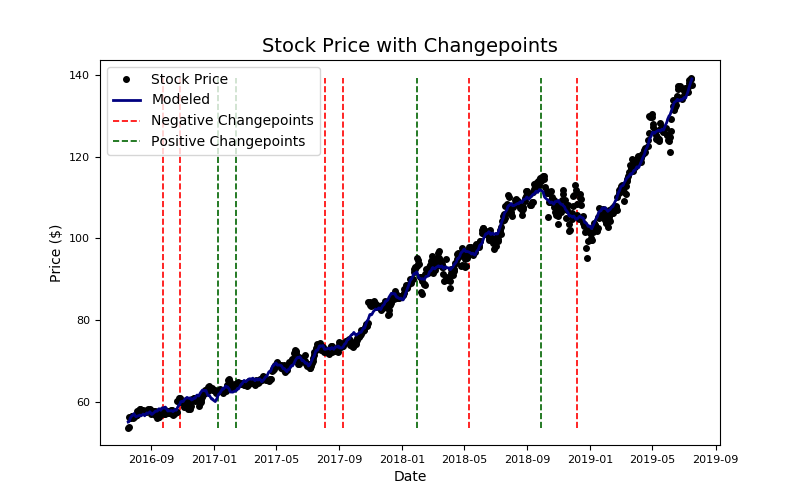 Stock Price with Changepoints
Stock Price
Modeled
Negative Changepoints
Positive Changepoints
Price ($)
140
120
100
80
60
2016-09 2017-01 2017-05 2017-09 2018-01 2018-05 2018-09 2019-01 2019-05 2019-09
Date